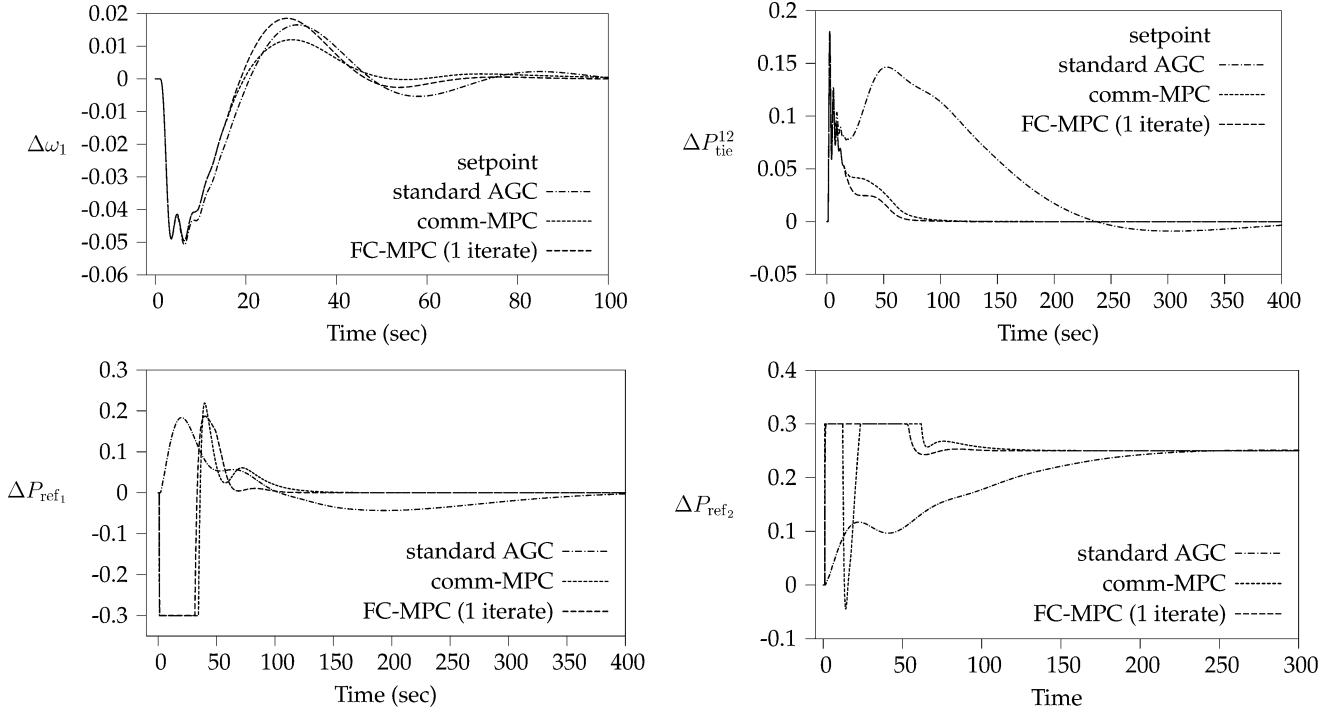 0.02
0.01
0
-0.01
-0.02
-0.03
-0.04
-0.05
-0.06
Δω1
setpoint
standard AGC
comm-MPC
FC-MPC (1 iterate)
0 20 40 60 80 100
Time (sec)
0.2
0.15
0.1
0.05
0
-0.05
ΔP12tie
setpoint
standard AGC
comm-MPC
FC-MPC (1 iterate)
0 50 100 150 200 250 300 350 400
Time (sec)
0.3
0.2
0.1
0
-0.1
-0.2
-0.3
ΔPref1
standard AGC
comm-MPC
FC-MPC (1 iterate)
0 50 100 150 200 250 300 350 400
Time (sec)
0.4
0.3
0.2
0.1
0
-0.1
ΔPref2
standard AGC
comm-MPC
FC-MPC (1 iterate)
0 50 100 150 200 250 300
Time